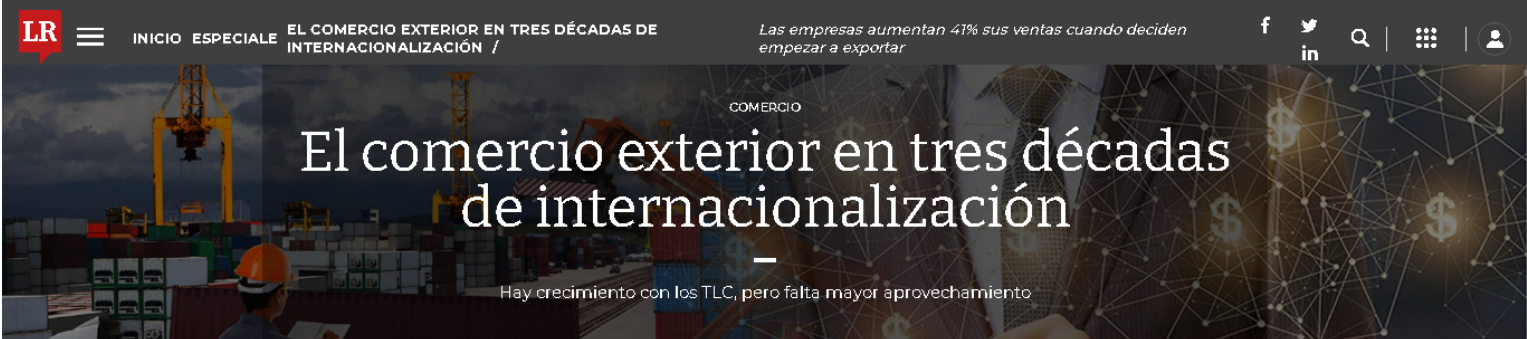 LR
INICIO ESPECIALE EL COMERCIO EXTERIOR EN TRES DÉCADAS DE
INTERNACIONALIZACIÓN /
Las empresas aumentan 41% sus ventas cuando deciden
empezar a exportar
f
in
COMERCIO
El comercio exterior en tres décadas
de internacionalización
Hay crecimiento con los TLC, pero falta mayor aprovechamiento